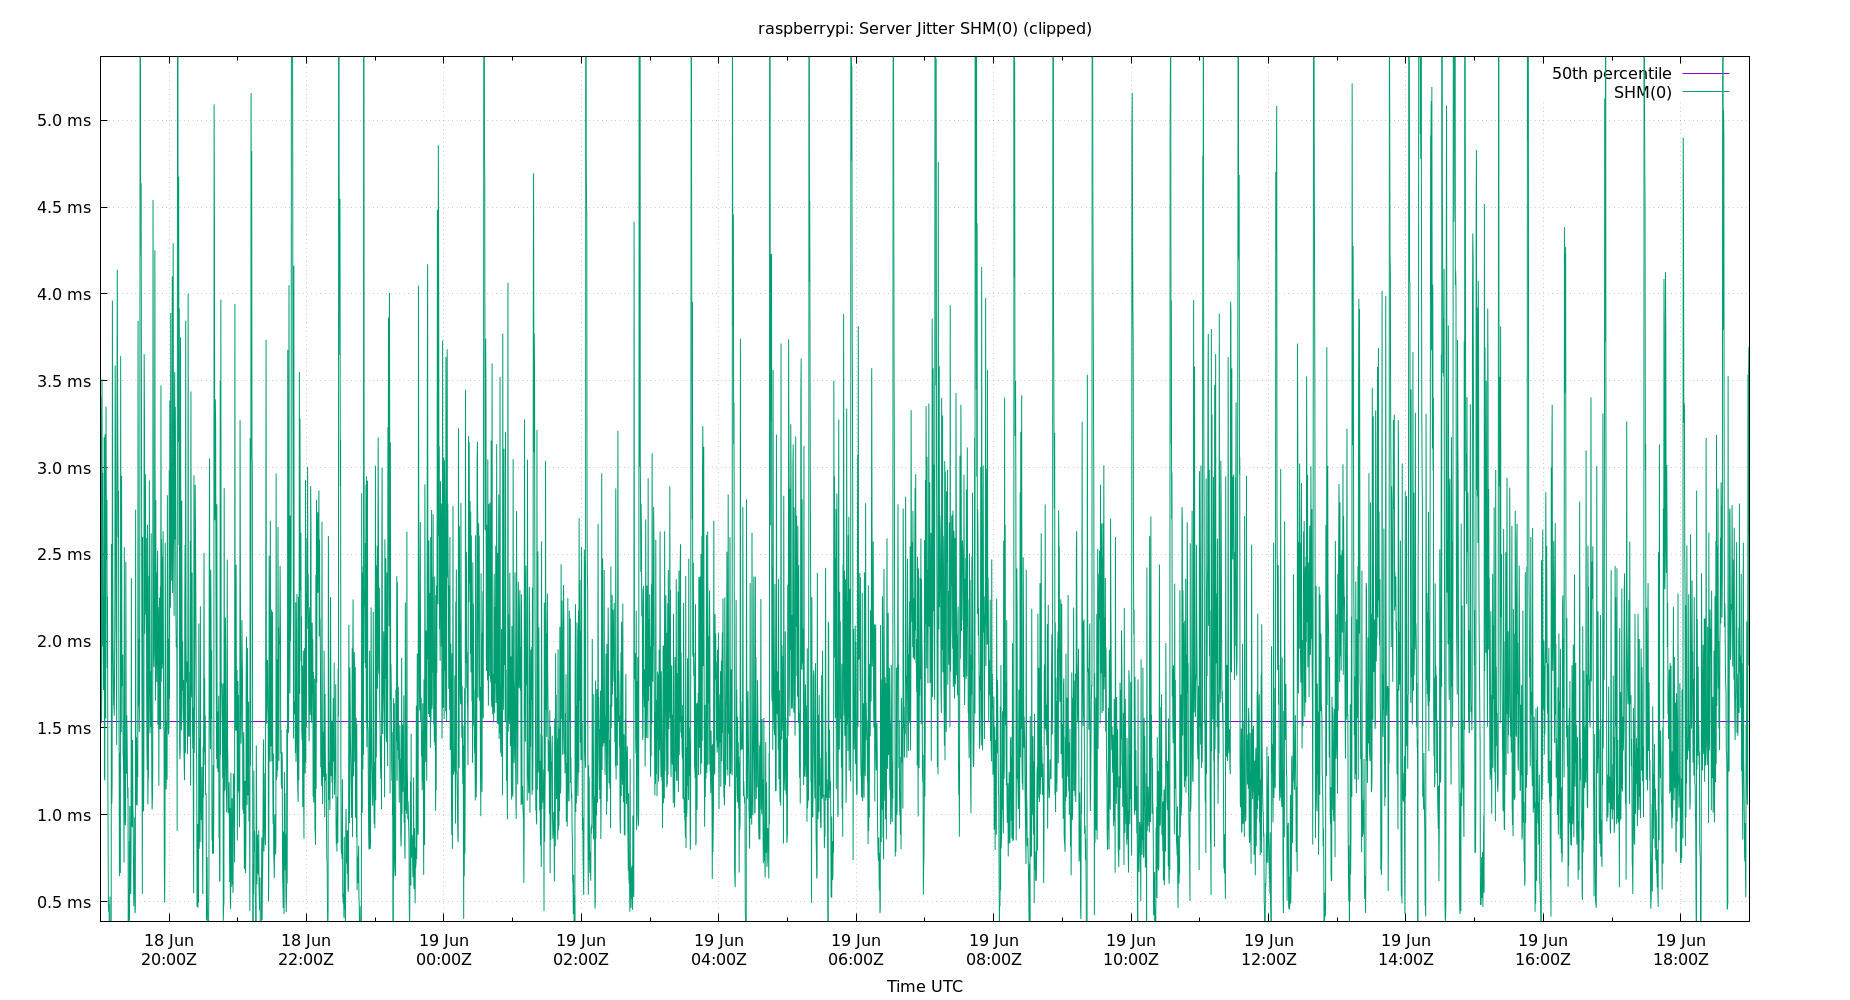 raspberrypi: Server Jitter SHM(0) (clipped)
50th percentile
SHM(0)
5.0 ms
4.5 ms
4.0 ms
3.5 ms
3.0 ms
2.5 ms
2.0 ms
1.5 ms
1.0 ms
0.5 ms
18 Jun 18 Jun 19 Jun 19 Jun 19 Jun 19 Jun 19 Jun 19 Jun 19 Jun 19 Jun 19 Jun 19 Jun
20:00Z 22:00Z 00:00Z 02:00Z 04:00Z 06:00Z 08:00Z 10:00Z 12:00Z 14:00Z 16:00Z 18:00Z
Time UTC